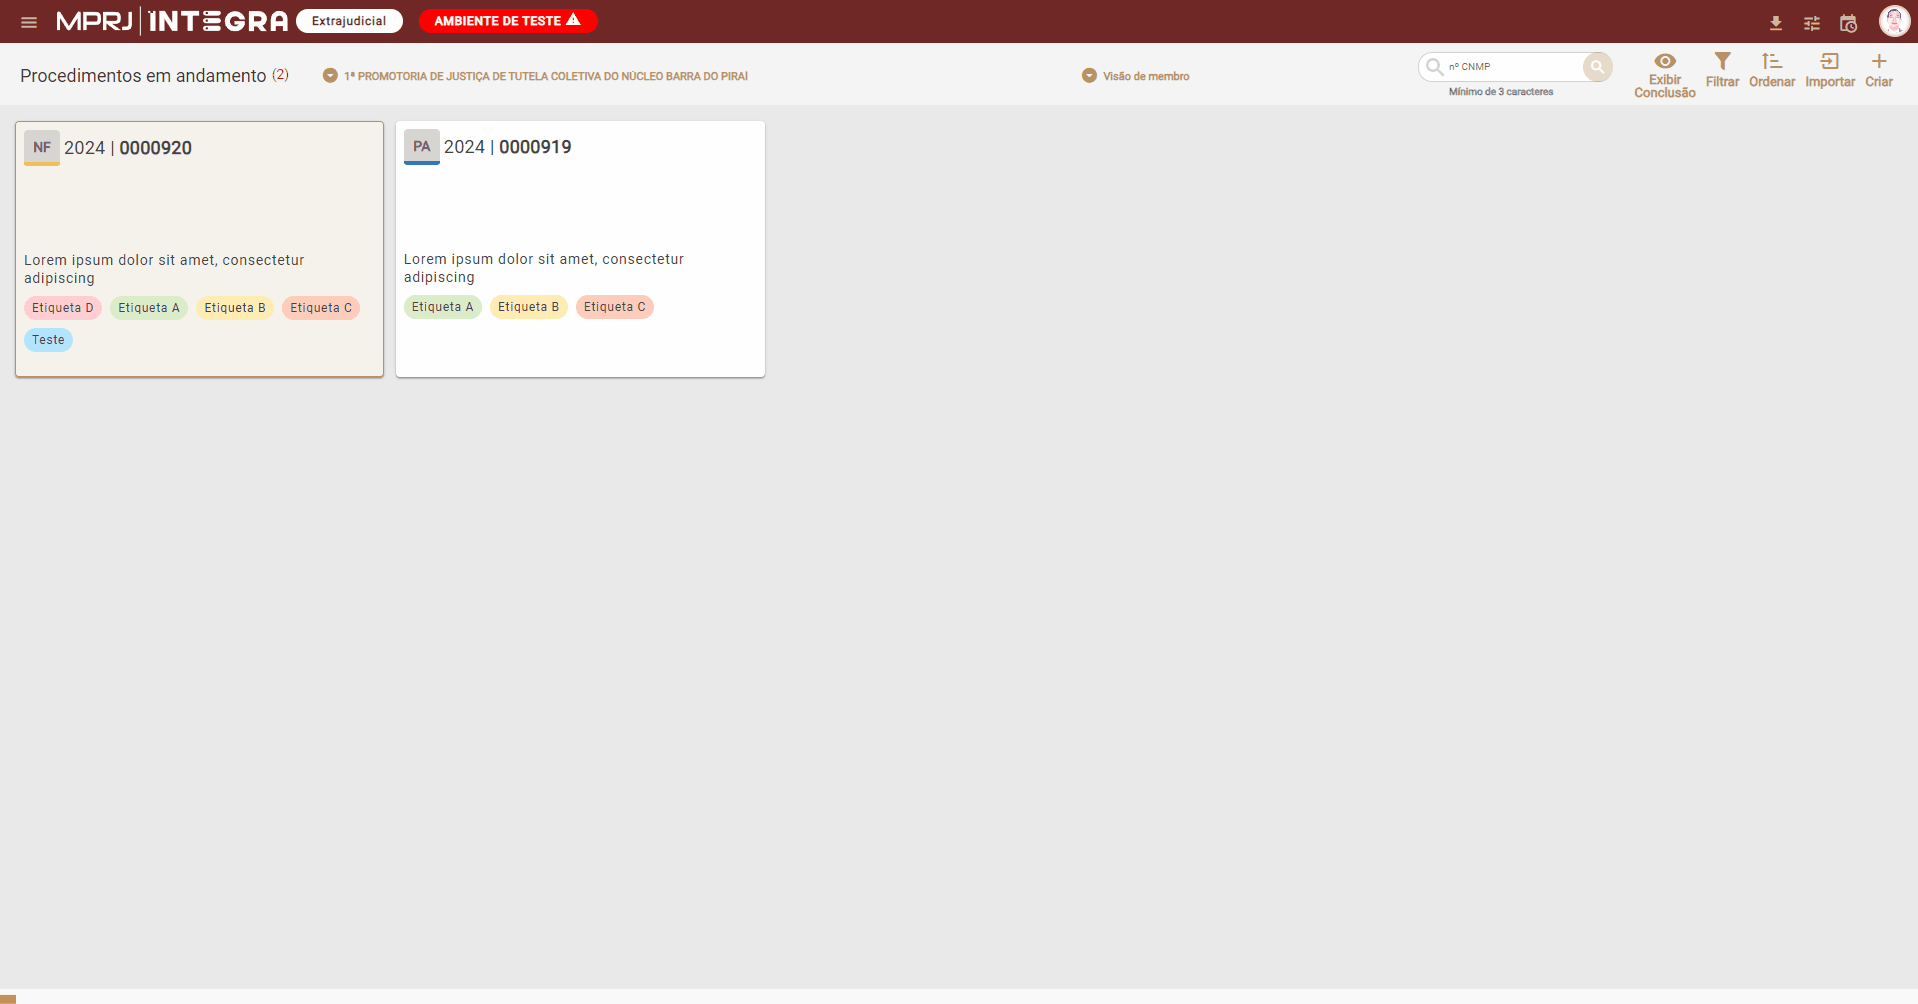 MPRJ INTEGRA Extrajudicial AMBIENTE DE TESTE
Procedimentos em andamento (2)
1ª PROMOTORIA DE JUSTIÇA DE TUTELA COLETIVA DO NÚCLEO BARRA DO PIRAÍ
Visão de membro
nº CNMP
Mínimo de 3 caracteres
Exibir
Conclusão
Filtrar
Ordenar
Importar
Criar
NF 2024 | 0000920
Lorem ipsum dolor sit amet, consectetur
adipiscing
Etiqueta D Etiqueta A Etiqueta B Etiqueta C
Teste
PA 2024 | 0000919
Lorem ipsum dolor sit amet, consectetur
adipiscing
Etiqueta A Etiqueta B Etiqueta C